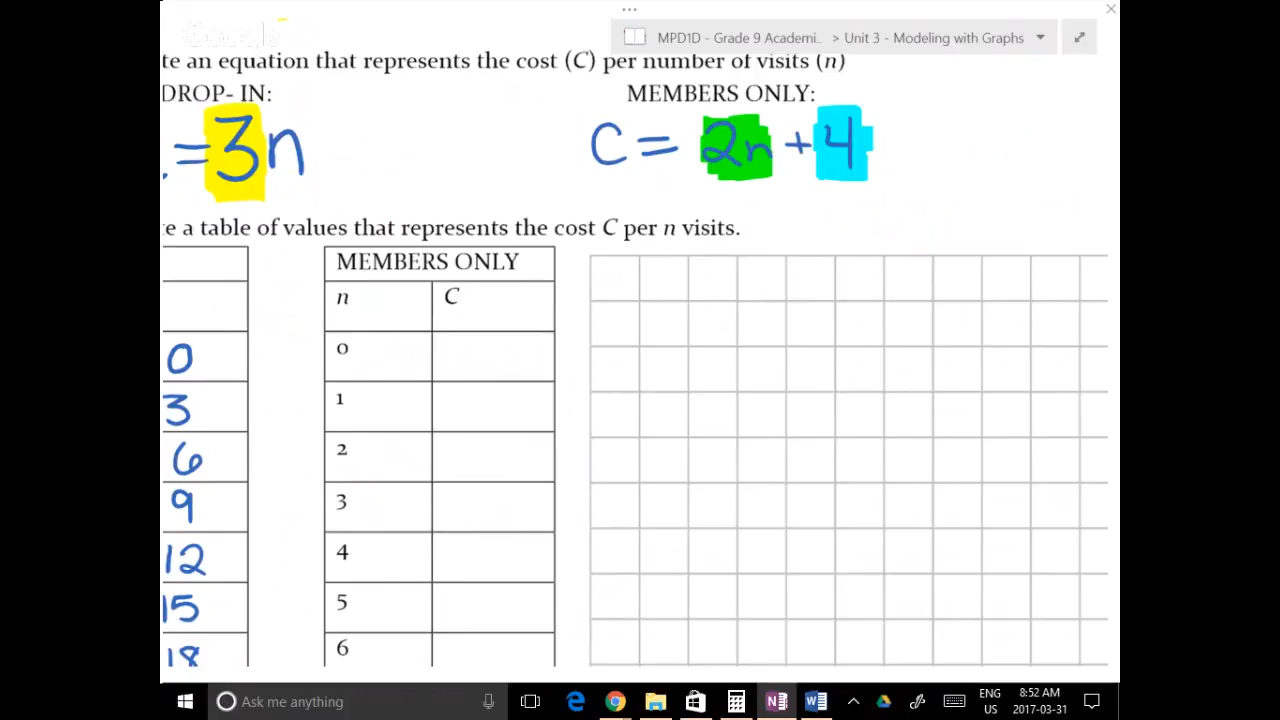 MPD1D - Grade 9 Academi.. > Unit 3 - Modeling with Graphs
te an equation that represents the cost (C) per number of visits (n)
DROP- IN: MEMBERS ONLY:
= 3n C = 2n + 4
e a table of values that represents the cost C per n visits.
MEMBERS ONLY
n C
0 0
3 1
6 2
9 3
12 4
15 5
18 6
Ask me anything
ENG 8:52 AM
US 2017-03-31